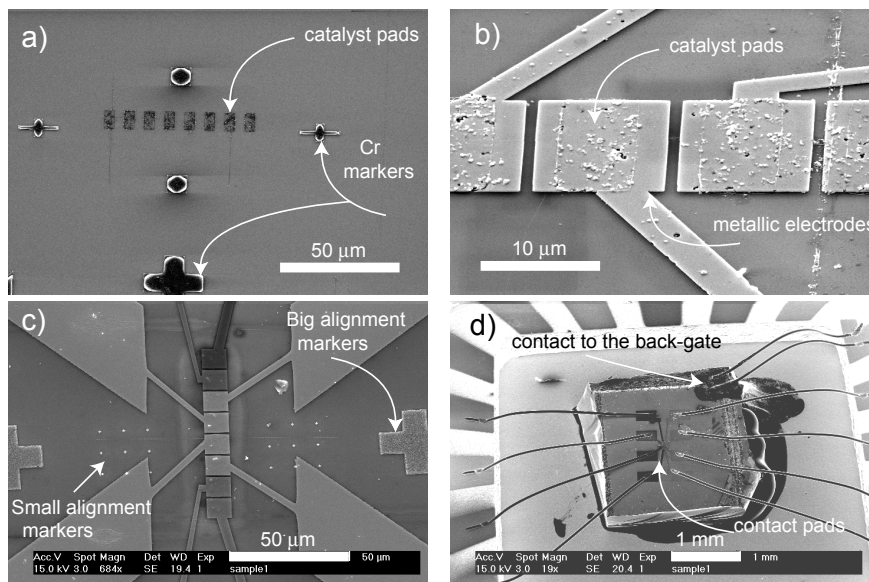 a)
catalyst pads
Cr
markers
50 μm
b)
catalyst pads
metallic electrodes
10 μm
c)
Big alignment
markers
Small alignment
markers
50 μm
Acc.V Spot Magn Det WD Exp 50 μm
15.0 kV 3.0 684x SE 19.4 1 sample1
d)
contact to the back-gate
contact pads
1 mm
Acc.V Spot Magn Det WD Exp 1 mm
15.0 kV 3.0 19x SE 20.4 1 sample1